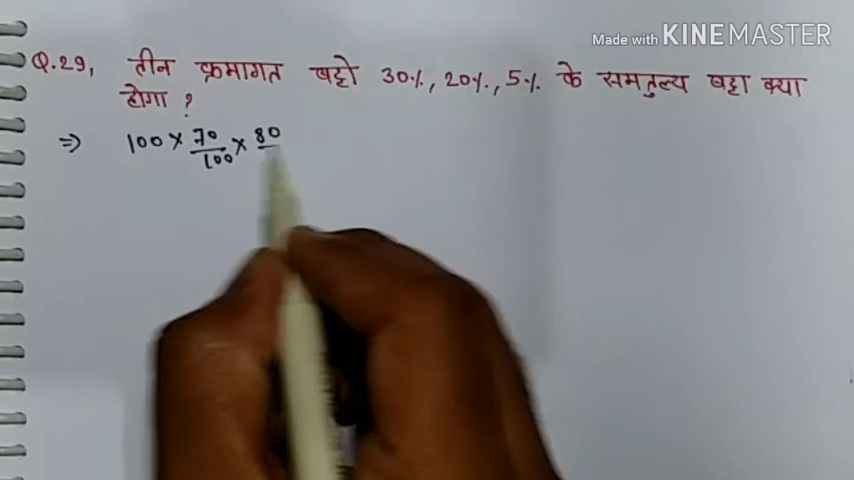 Made with KINEMASTER
Q.29, तीन क्रमागत बट्टो 30%, 20%, 5% के समतुल्य बट्टा क्या
होगा ?
⇒ 100 × 70/100 × 80